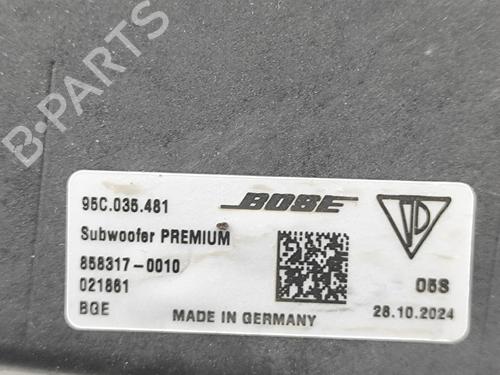 B-PARTS
95C.035.481
BOSE
Subwoofer PREMIUM
858317-0010
021861
05S
BGE
MADE IN GERMANY
28.10.2024